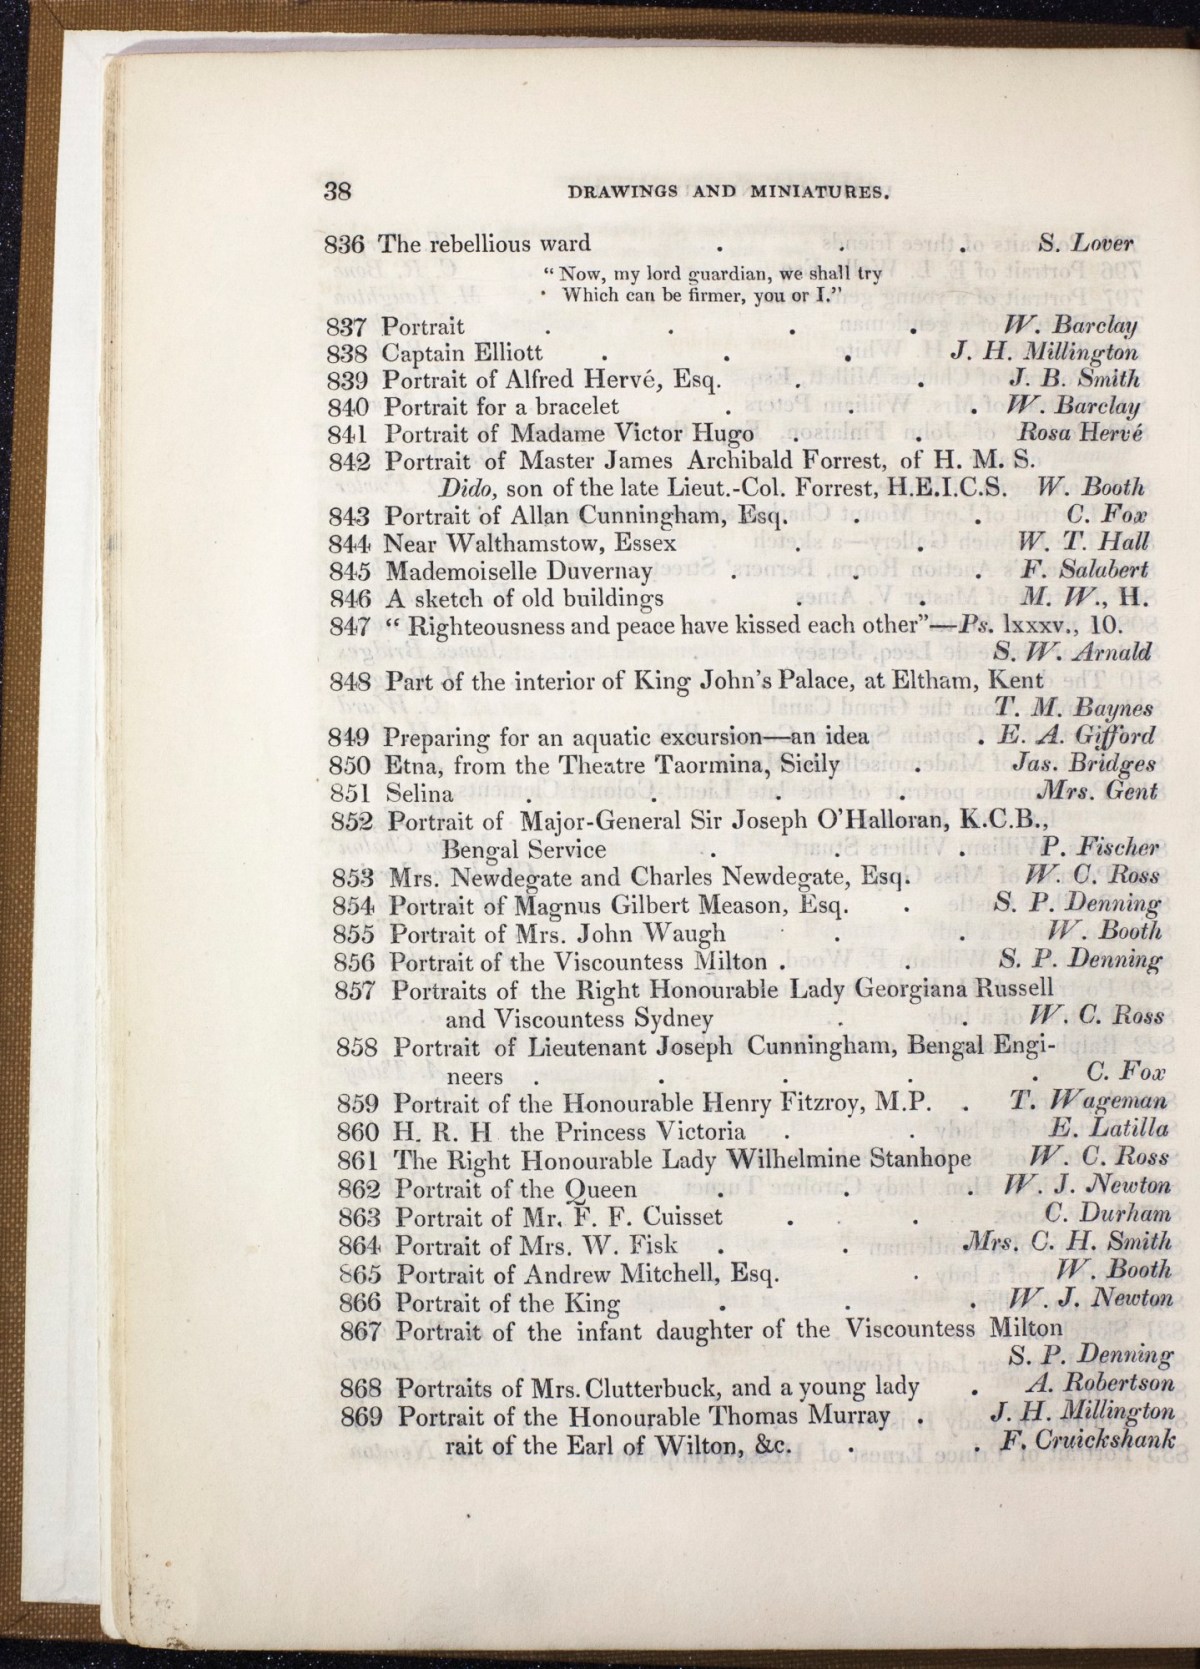 38 DRAWINGS AND MINIATURES.
836 The rebellious ward . . . S. Lover
“ Now, my lord guardian, we shall try
Which can be firmer, you or I.”
837 Portrait . . . . W. Barclay
838 Captain Elliott . . . J. H. Millington
839 Portrait of Alfred Hervé, Esq. . . J. B. Smith
840 Portrait for a bracelet . . . W. Barclay
841 Portrait of Madame Victor Hugo . . Rosa Hervé
842 Portrait of Master James Archibald Forrest, of H. M. S.
Dido, son of the late Lieut.-Col. Forrest, H.E.I.C.S. W. Booth
843 Portrait of Allan Cunningham, Esq. . . C. Fox
844 Near Walthamstow, Essex . . W. T. Hall
845 Mademoiselle Duvernay . . . F. Salabert
846 A sketch of old buildings . . M. W., H.
847 “ Righteousness and peace have kissed each other”—Ps. lxxxv., 10.
S. W. Arnald
848 Part of the interior of King John's Palace, at Eltham, Kent
T. M. Baynes
849 Preparing for an aquatic excursion—an idea . E. A. Gifford
850 Etna, from the Theatre Taormina, Sicily . Jas. Bridges
851 Selina . . . . Mrs. Gent
852 Portrait of Major-General Sir Joseph O'Halloran, K.C.B.,
Bengal Service . . . P. Fischer
853 Mrs. Newdegate and Charles Newdegate, Esq. W. C. Ross
854 Portrait of Magnus Gilbert Meason, Esq. . S. P. Denning
855 Portrait of Mrs. John Waugh . . W. Booth
856 Portrait of the Viscountess Milton . . S. P. Denning
857 Portraits of the Right Honourable Lady Georgiana Russell
and Viscountess Sydney . . W. C. Ross
858 Portrait of Lieutenant Joseph Cunningham, Bengal Engi-
neers . . . . . C. Fox
859 Portrait of the Honourable Henry Fitzroy, M.P. . T. Wageman
860 H. R. H the Princess Victoria . . E. Latilla
861 The Right Honourable Lady Wilhelmine Stanhope W. C. Ross
862 Portrait of the Queen . . . W. J. Newton
863 Portrait of Mr. F. F. Cuisset . . C. Durham
864 Portrait of Mrs. W. Fisk . . Mrs. C. H. Smith
865 Portrait of Andrew Mitchell, Esq. . W. Booth
866 Portrait of the King . . . W. J. Newton
867 Portrait of the infant daughter of the Viscountess Milton
S. P. Denning
868 Portraits of Mrs. Clutterbuck, and a young lady . A. Robertson
869 Portrait of the Honourable Thomas Murray . J. H. Millington
rait of the Earl of Wilton, &c. . . F. Cruickshank